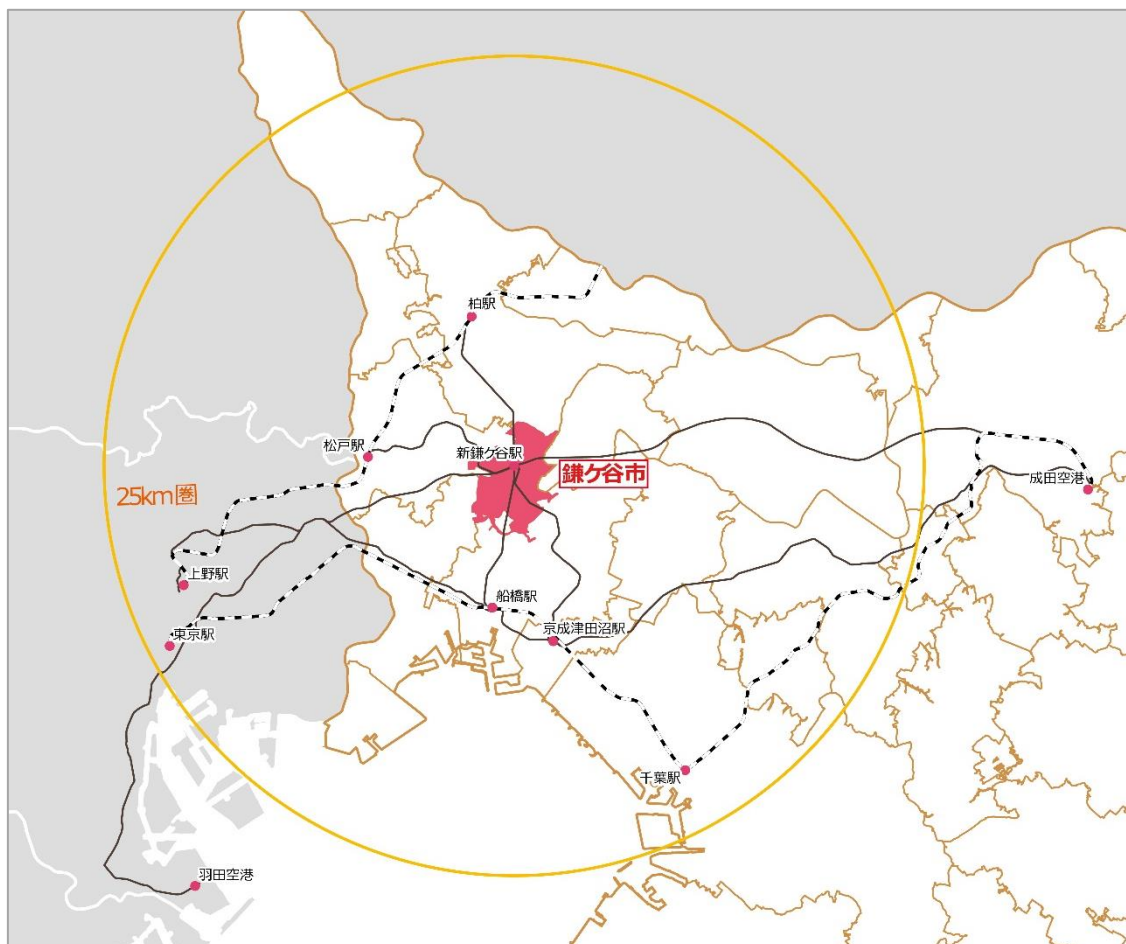 柏駅
松戸駅
新鎌ケ谷駅
鎌ケ谷市
成田空港
25km圏
上野駅
船橋駅
京成津田沼駅
東京駅
千葉駅
羽田空港